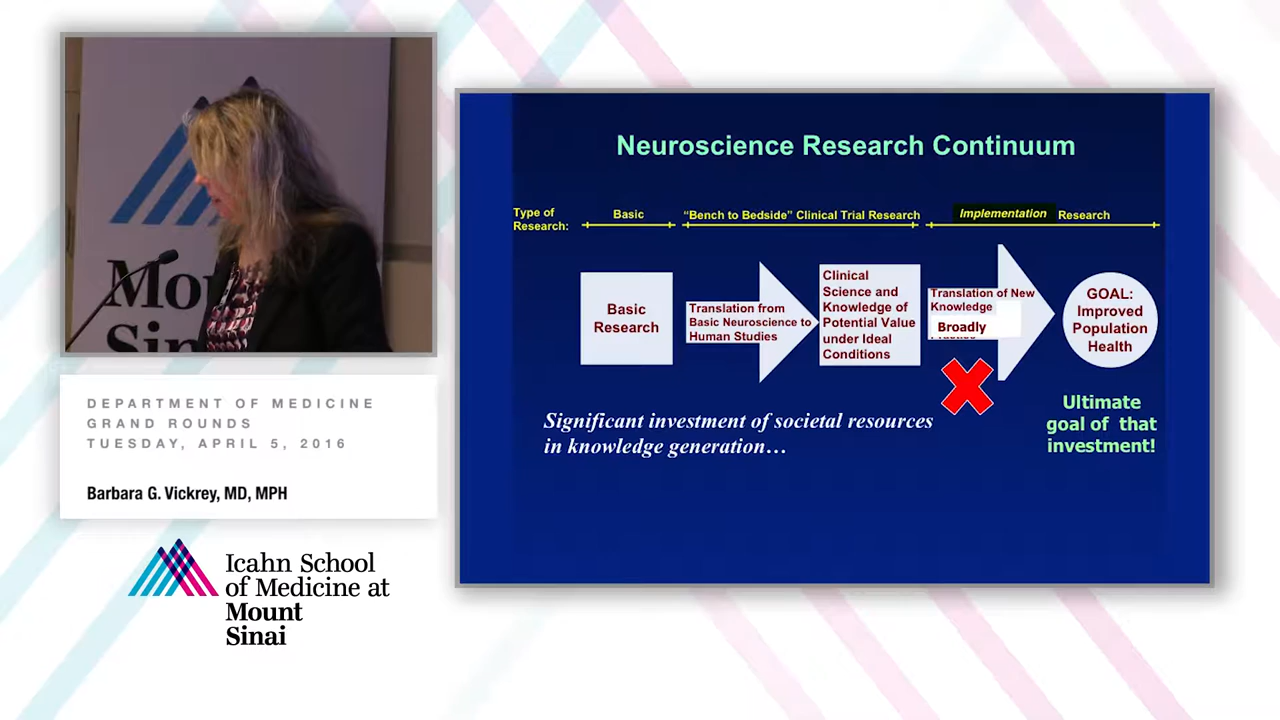 Mount
Sinai
DEPARTMENT OF MEDICINE
GRAND ROUNDS
TUESDAY, APRIL 5, 2016
Barbara G. Vickrey, MD, MPH
Icahn School
of Medicine at
Mount
Sinai
Neuroscience Research Continuum
Type of
Research:
Basic
“Bench to Bedside” Clinical Trial Research
Implementation Research
Basic
Research
Translation from
Basic Neuroscience to
Human Studies
Clinical
Science and
Knowledge of
Potential Value
under Ideal
Conditions
Translation of New
Knowledge
Broadly
GOAL:
Improved
Population
Health
Significant investment of societal resources
in knowledge generation…
Ultimate
goal of that
investment!